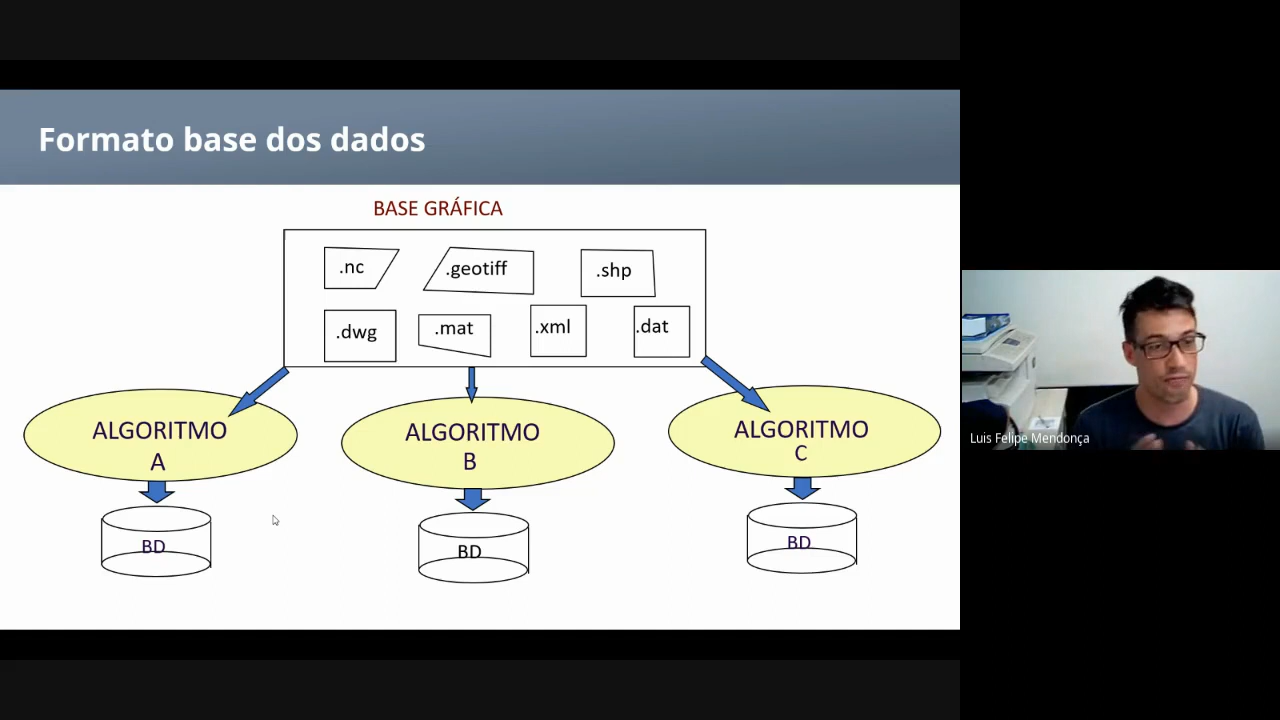 Formato base dos dados
BASE GRÁFICA
.nc
.geotiff
.shp
.dwg
.mat
.xml
.dat
ALGORITMO
A
ALGORITMO
B
ALGORITMO
C
BD
BD
BD
Luis Felipe Mendonça